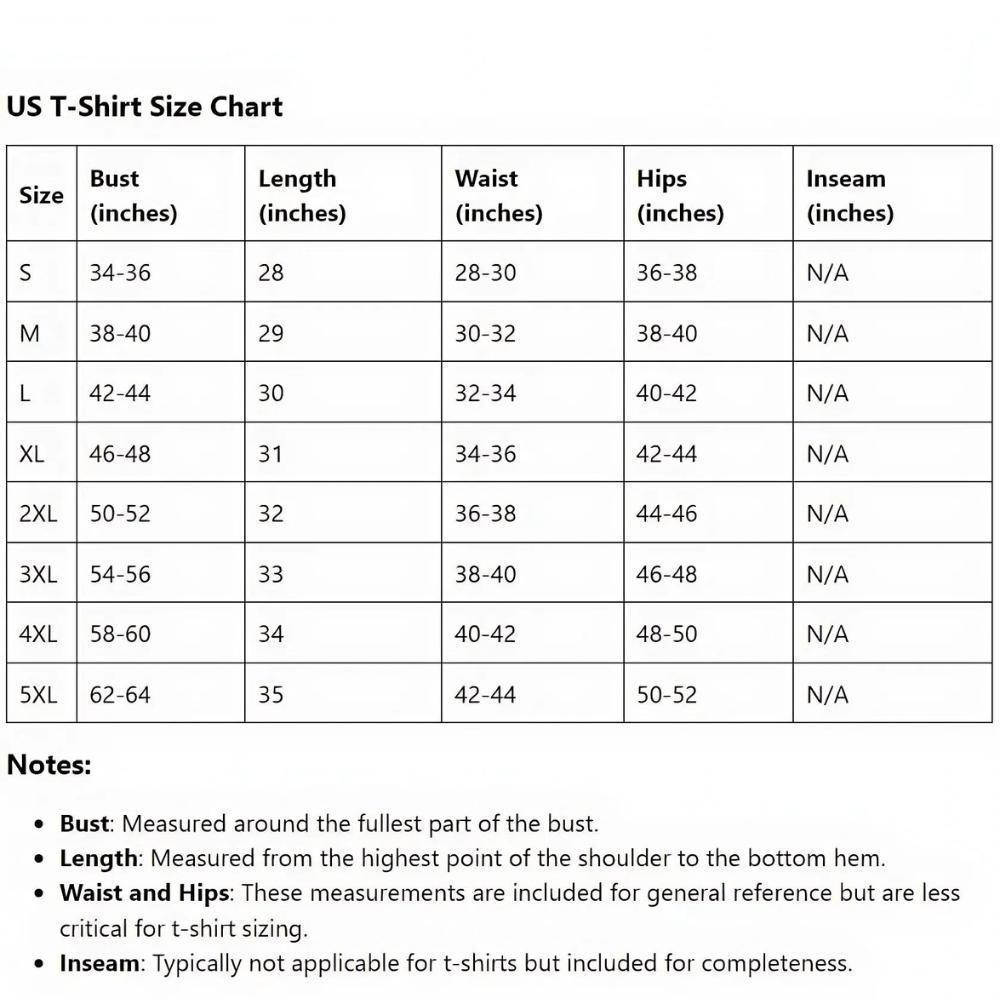 US T-Shirt Size Chart
Size Bust (inches) Length (inches) Waist (inches) Hips (inches) Inseam (inches)
S 34-36 28 28-30 36-38 N/A
M 38-40 29 30-32 38-40 N/A
L 42-44 30 32-34 40-42 N/A
XL 46-48 31 34-36 42-44 N/A
2XL 50-52 32 36-38 44-46 N/A
3XL 54-56 33 38-40 46-48 N/A
4XL 58-60 34 40-42 48-50 N/A
5XL 62-64 35 42-44 50-52 N/A
Notes:
• Bust: Measured around the fullest part of the bust.
• Length: Measured from the highest point of the shoulder to the bottom hem.
• Waist and Hips: These measurements are included for general reference but are less
critical for t-shirt sizing.
• Inseam: Typically not applicable for t-shirts but included for completeness.